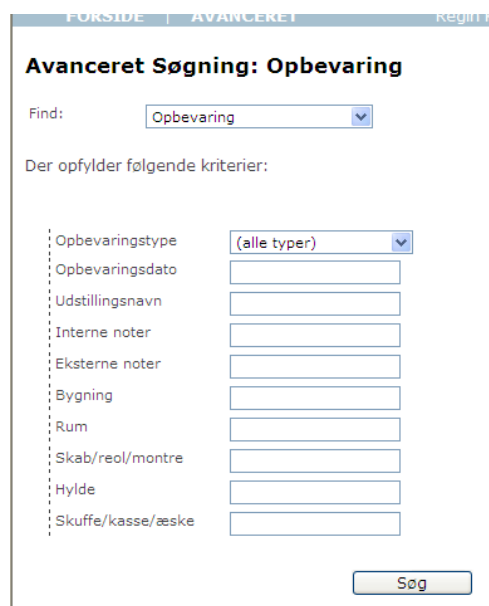 FORSIDE | AVANCERET Regin
Avanceret Søgning: Opbevaring
Find: Opbevaring
Der opfylder følgende kriterier:
Opbevaringstype (alle typer)
Opbevaringsdato
Udstillingsnavn
Interne noter
Eksterne noter
Bygning
Rum
Skab/reol/montre
Hylde
Skuffe/kasse/æske
Søg